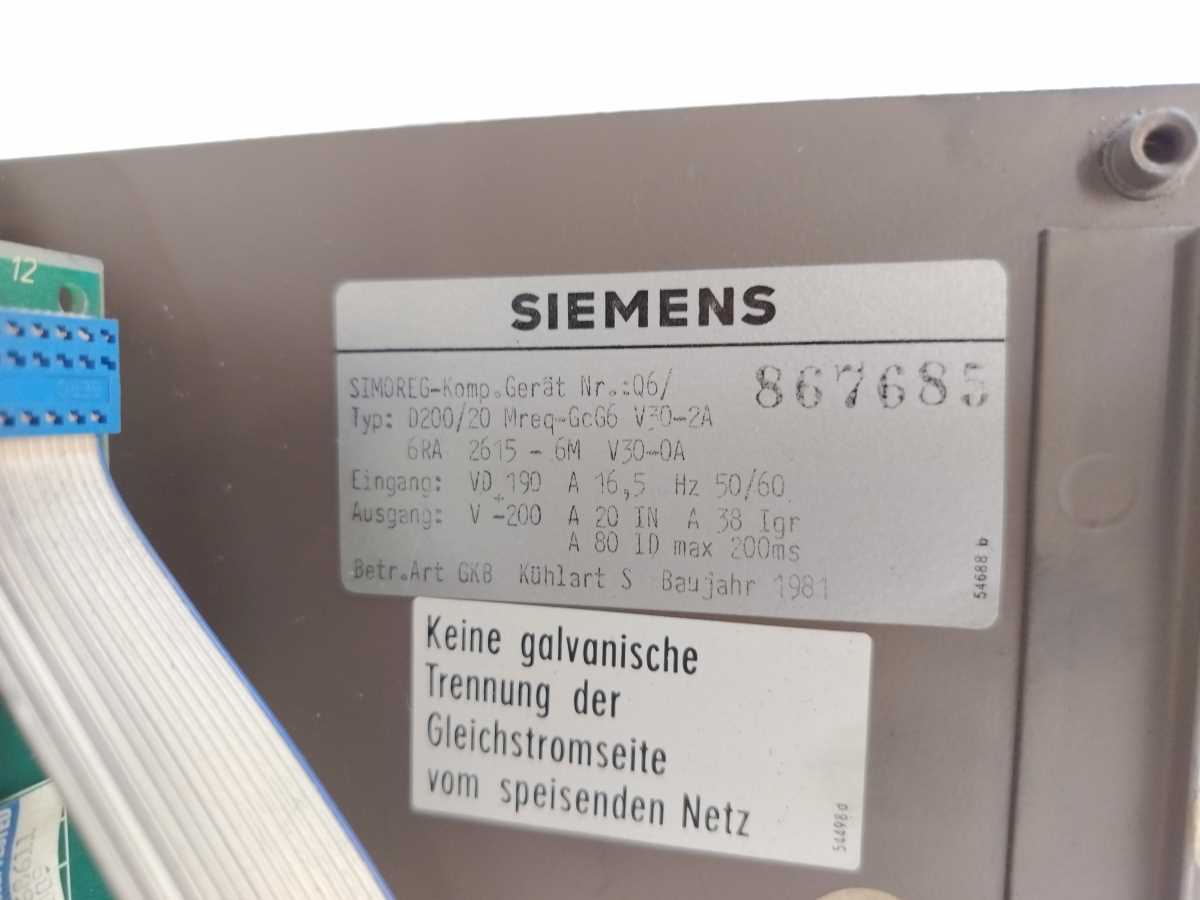 12
SIEMENS
SIMOREG-Komp.Gerät Nr.:Q6/ 867685
Typ: D200/20 Mreq-GcG6 V30-2A
6RA 2615 - 6M V30-0A
Eingang: VD 190 A 16,5 Hz 50/60
Ausgang: V ±200 A 20 IN A 38 Igr
A 80 ID max 200ms
Betr.Art GKB Kühlart S Baujahr 1981
54688 b
Keine galvanische
Trennung der
Gleichstromseite
vom speisenden Netz
54498d